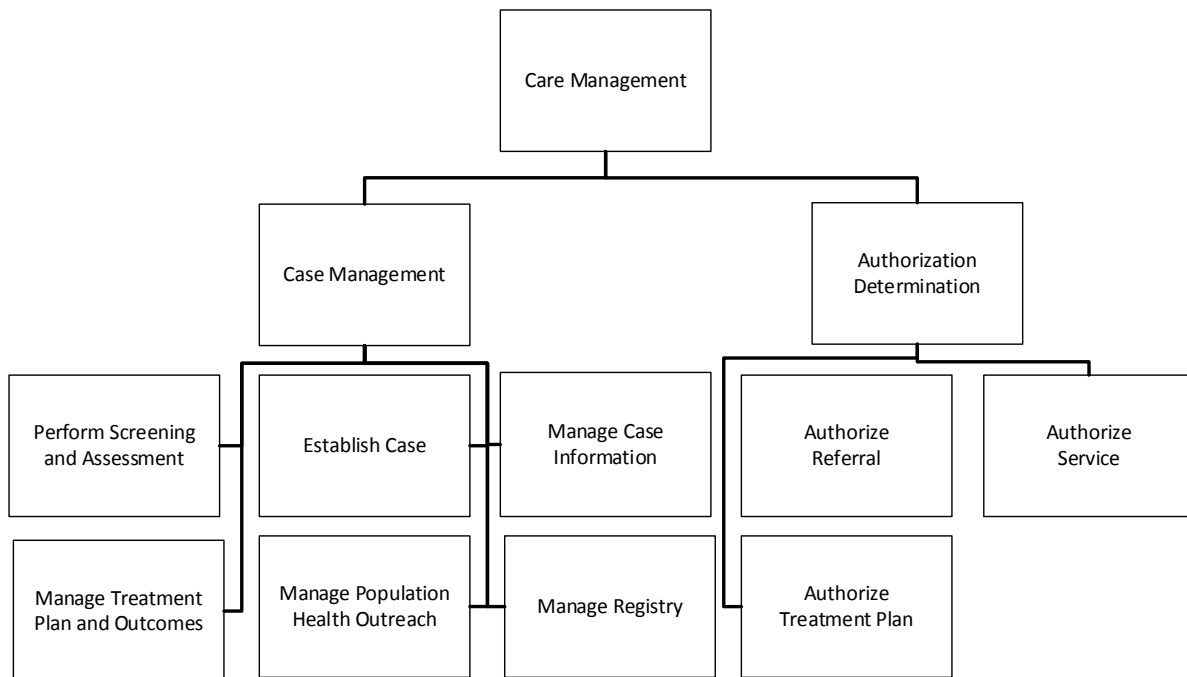 Care Management
Case Management
Authorization
Determination
Perform Screening
and Assessment
Establish Case
Manage Case
Information
Authorize
Referral
Authorize
Service
Manage Treatment
Plan and Outcomes
Manage Population
Health Outreach
Manage Registry
Authorize
Treatment Plan